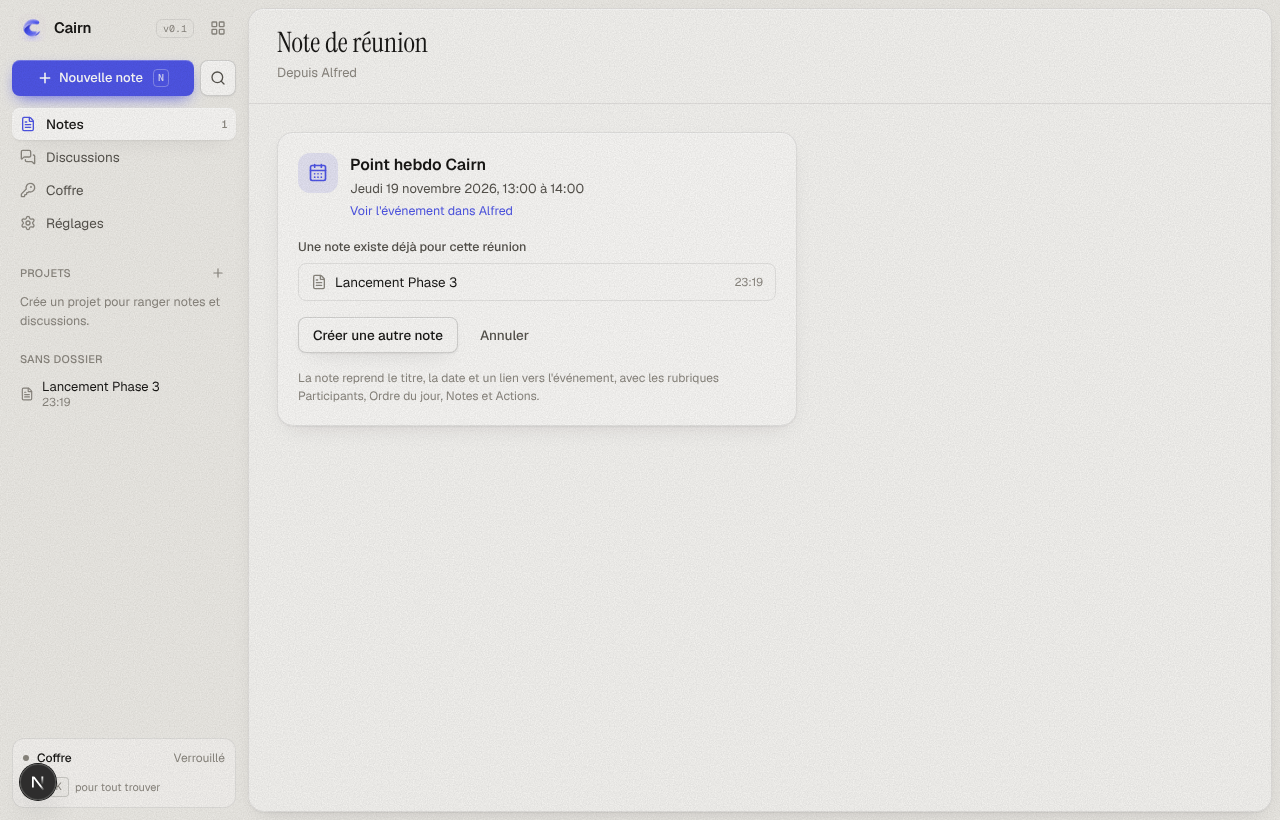 Cairn
v0.1
Nouvelle note
N
Notes
1
Discussions
Coffre
Réglages
PROJETS
Crée un projet pour ranger notes et
discussions.
SANS DOSSIER
Lancement Phase 3
23:19
Coffre
Verrouillé
N
K
pour tout trouver
Note de réunion
Depuis Alfred
Point hebdo Cairn
Jeudi 19 novembre 2026, 13:00 à 14:00
Voir l'événement dans Alfred
Une note existe déjà pour cette réunion
Lancement Phase 3
23:19
Créer une autre note
Annuler
La note reprend le titre, la date et un lien vers l'événement, avec les rubriques
Participants, Ordre du jour, Notes et Actions.